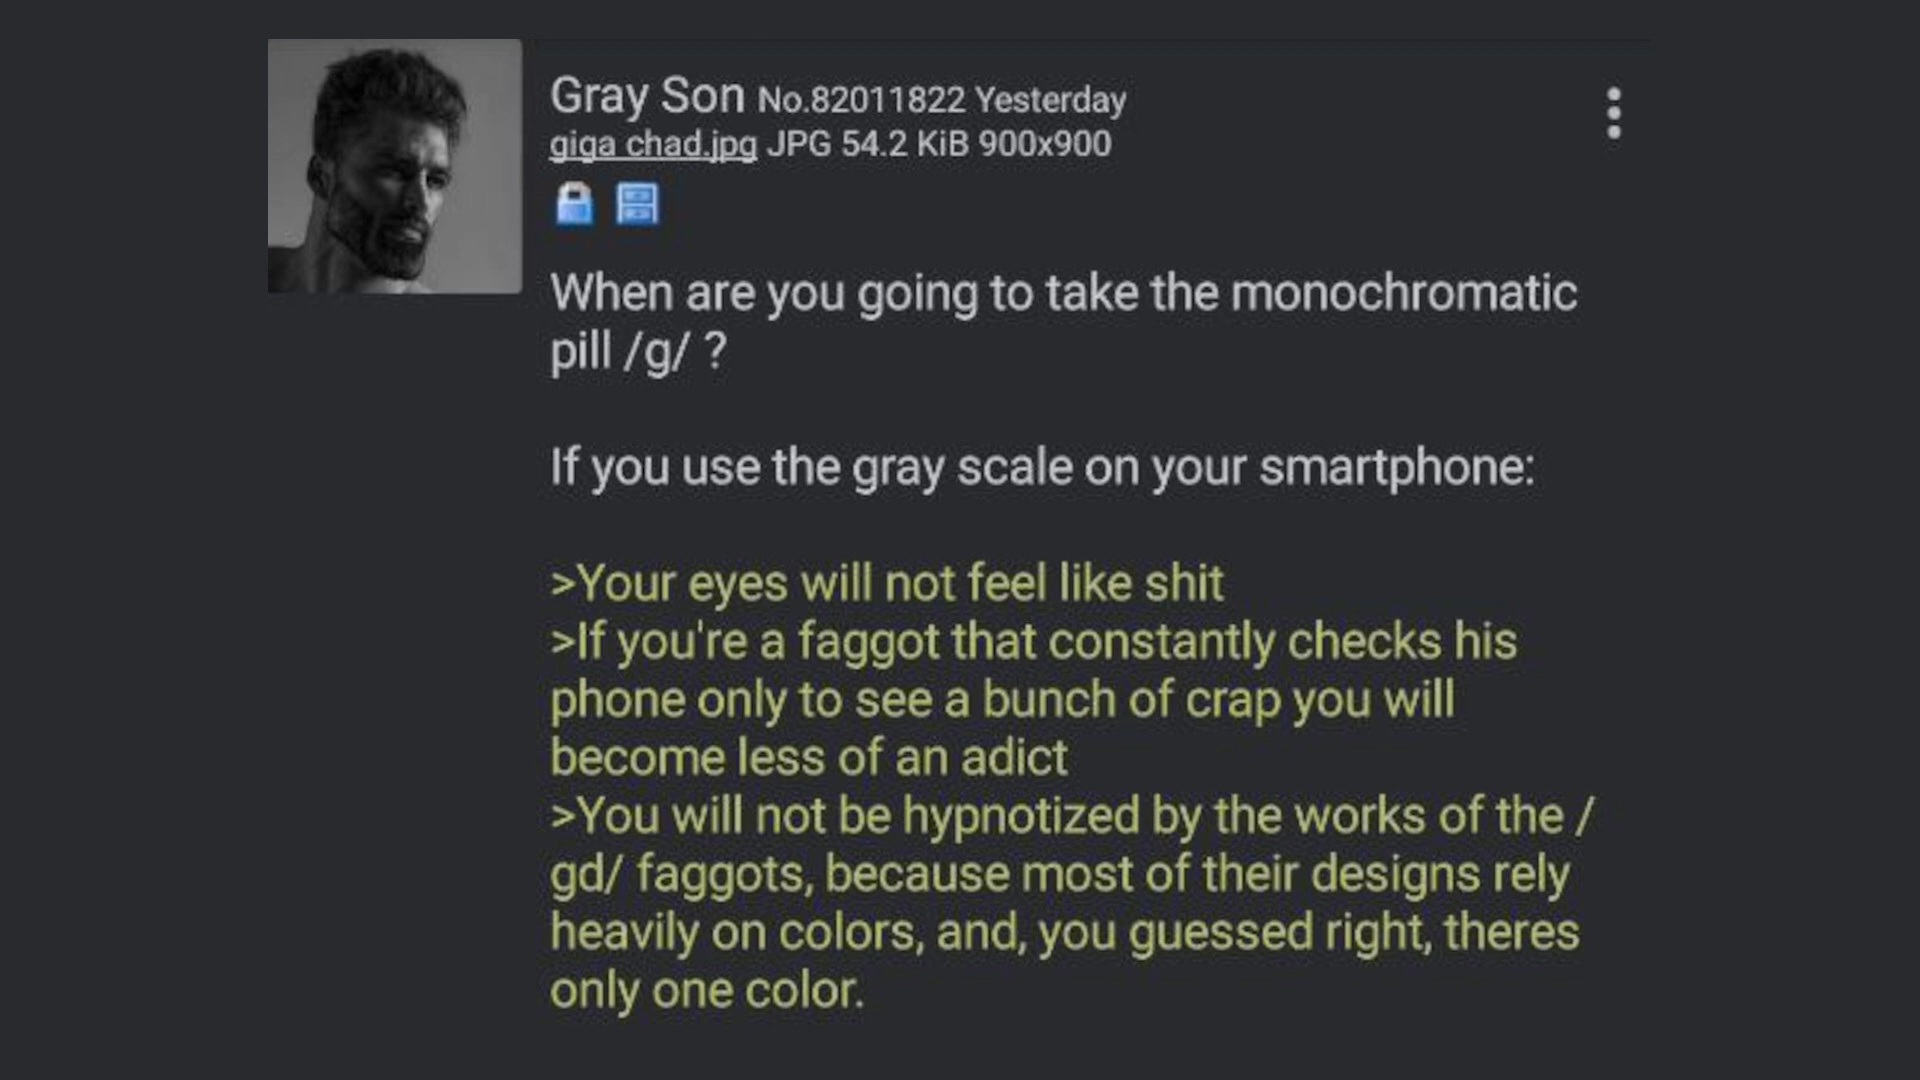 Gray Son No.82011822 Yesterday
giga chad.jpg JPG 54.2 KiB 900x900
When are you going to take the monochromatic
pill /g/ ?
If you use the gray scale on your smartphone:
>Your eyes will not feel like shit
>If you're a faggot that constantly checks his
phone only to see a bunch of crap you will
become less of an adict
>You will not be hypnotized by the works of the /
gd/ faggots, because most of their designs rely
heavily on colors, and, you guessed right, theres
only one color.